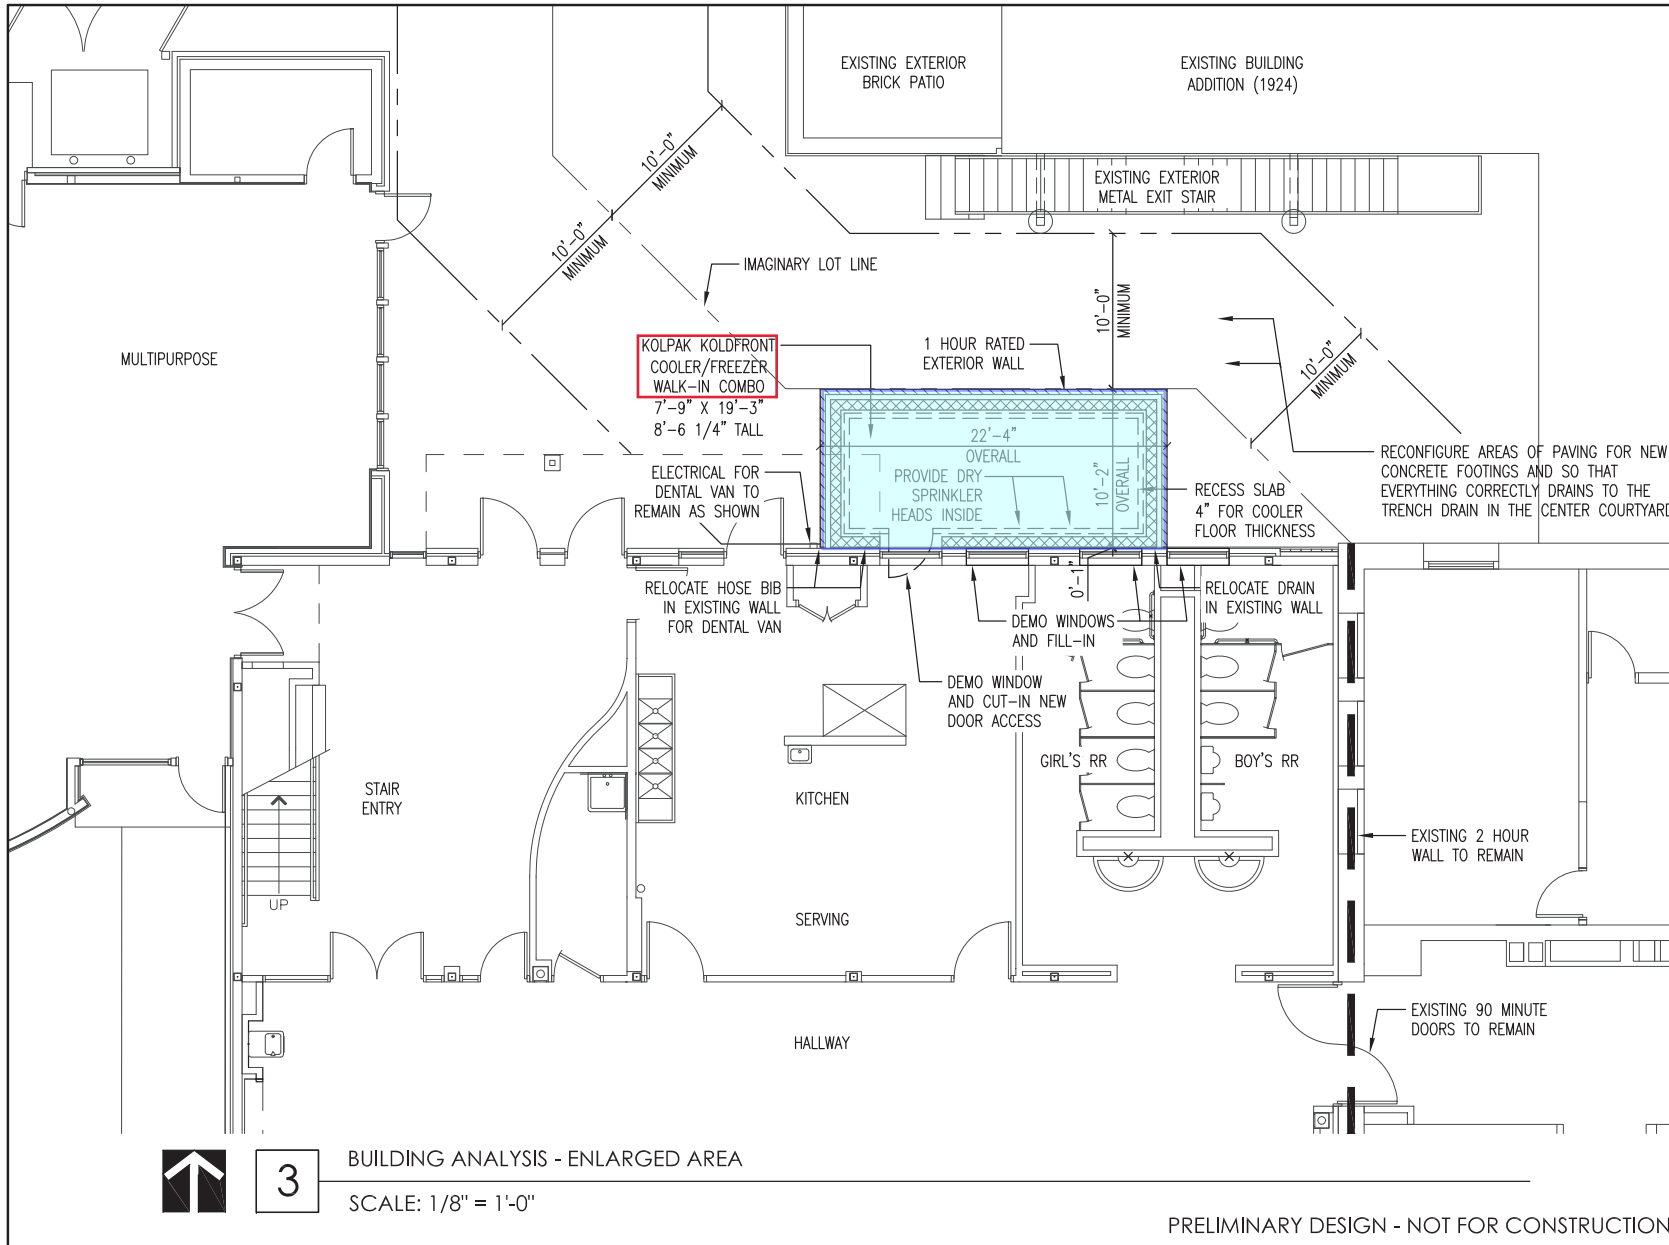 EXISTING EXTERIOR
BRICK PATIO
EXISTING BUILDING
ADDITION (1924)
10'-0"
MINIMUM
10'-0"
MINIMUM
EXISTING EXTERIOR
METAL EXIT STAIR
IMAGINARY LOT LINE
MULTIPURPOSE
KOLPAK KOLDFRONT
COOLER/FREEZER
WALK-IN COMBO
7'-9" X 19'-3"
8'-6 1/4" TALL
1 HOUR RATED
EXTERIOR WALL
10'-0"
MINIMUM
10'-0"
MINIMUM
22'-4"
OVERALL
10'-2"
OVERALL
PROVIDE DRY
SPRINKLER
HEADS INSIDE
ELECTRICAL FOR
DENTAL VAN TO
REMAIN AS SHOWN
RECESS SLAB
4" FOR COOLER
FLOOR THICKNESS
RECONFIGURE AREAS OF PAVING FOR NEW
CONCRETE FOOTINGS AND SO THAT
EVERYTHING CORRECTLY DRAINS TO THE
TRENCH DRAIN IN THE CENTER COURTYARD
RELOCATE HOSE BIB
IN EXISTING WALL
FOR DENTAL VAN
0'-1"
DEMO WINDOWS
AND FILL-IN
RELOCATE DRAIN
IN EXISTING WALL
DEMO WINDOW
AND CUT-IN NEW
DOOR ACCESS
GIRL'S RR
BOY'S RR
STAIR
ENTRY
KITCHEN
UP
SERVING
EXISTING 2 HOUR
WALL TO REMAIN
HALLWAY
EXISTING 90 MINUTE
DOORS TO REMAIN
3
BUILDING ANALYSIS - ENLARGED AREA
SCALE: 1/8" = 1'-0"
PRELIMINARY DESIGN - NOT FOR CONSTRUCTION